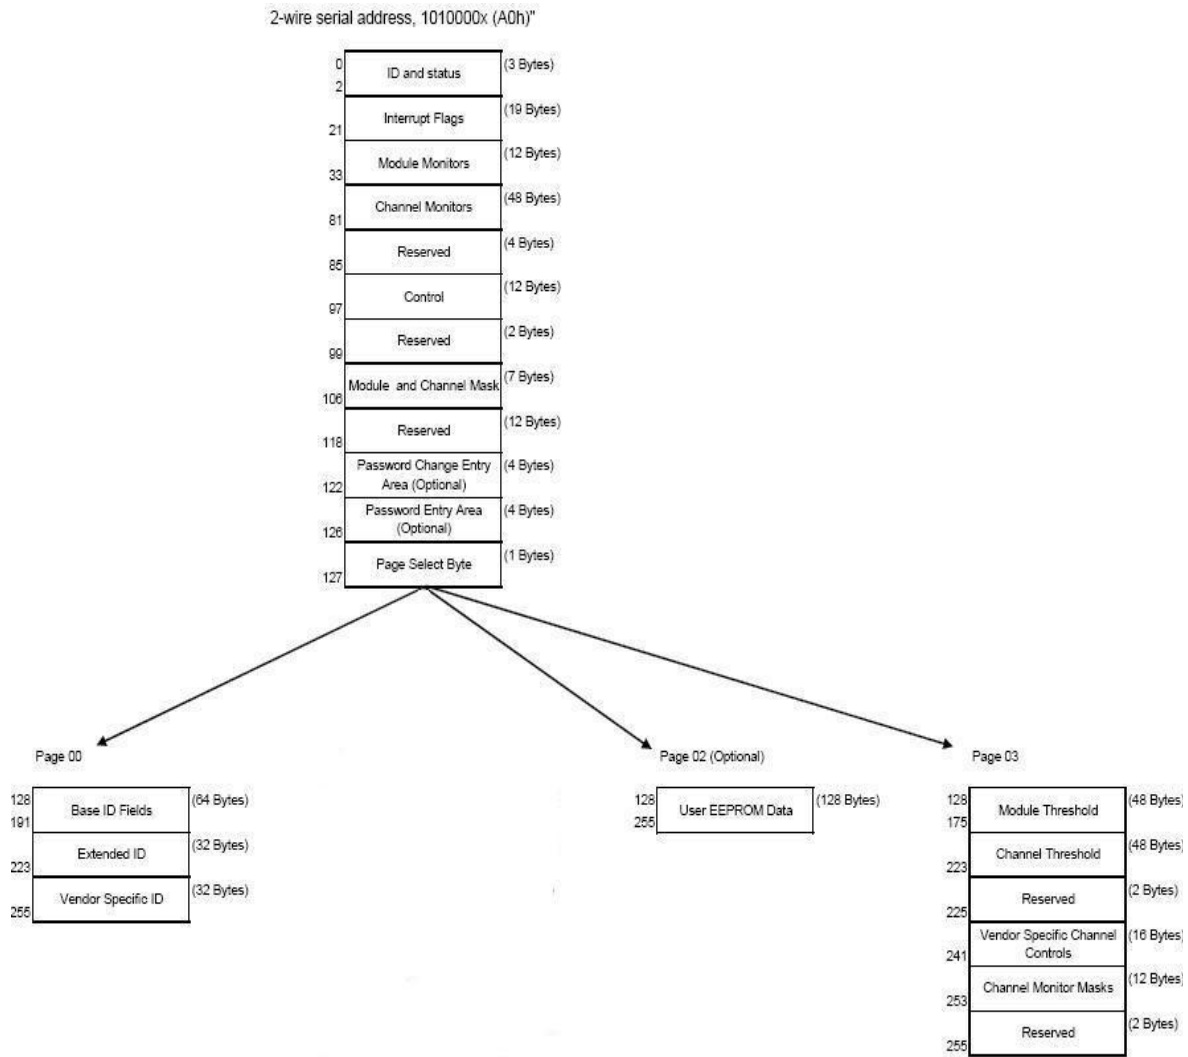 2-wire serial address, 1010000x (A0h)"
0
ID and status
(3 Bytes)
2
(19 Bytes)
Interrupt Flags
21
(12 Bytes)
Module Monitors
33
(48 Bytes)
Channel Monitors
81
(4 Bytes)
Reserved
85
(12 Bytes)
Control
97
(2 Bytes)
Reserved
99
(7 Bytes)
Module and Channel Mask
106
(12 Bytes)
Reserved
118
Password Change Entry
(4 Bytes)
Area (Optional)
122
Password Entry Area
(4 Bytes)
(Optional)
126
(1 Bytes)
Page Select Byte
127
Page 00
128
Base ID Fields
(64 Bytes)
191
Extended ID
(32 Bytes)
223
Vendor Specific ID
(32 Bytes)
255
Page 02 (Optional)
128
User EEPROM Data
(128 Bytes)
255
Page 03
128
Module Threshold
(48 Bytes)
175
Channel Threshold
(48 Bytes)
223
Reserved
(2 Bytes)
225
Vendor Specific Channel
(16 Bytes)
Controls
241
Channel Monitor Masks
(12 Bytes)
253
Reserved
(2 Bytes)
255